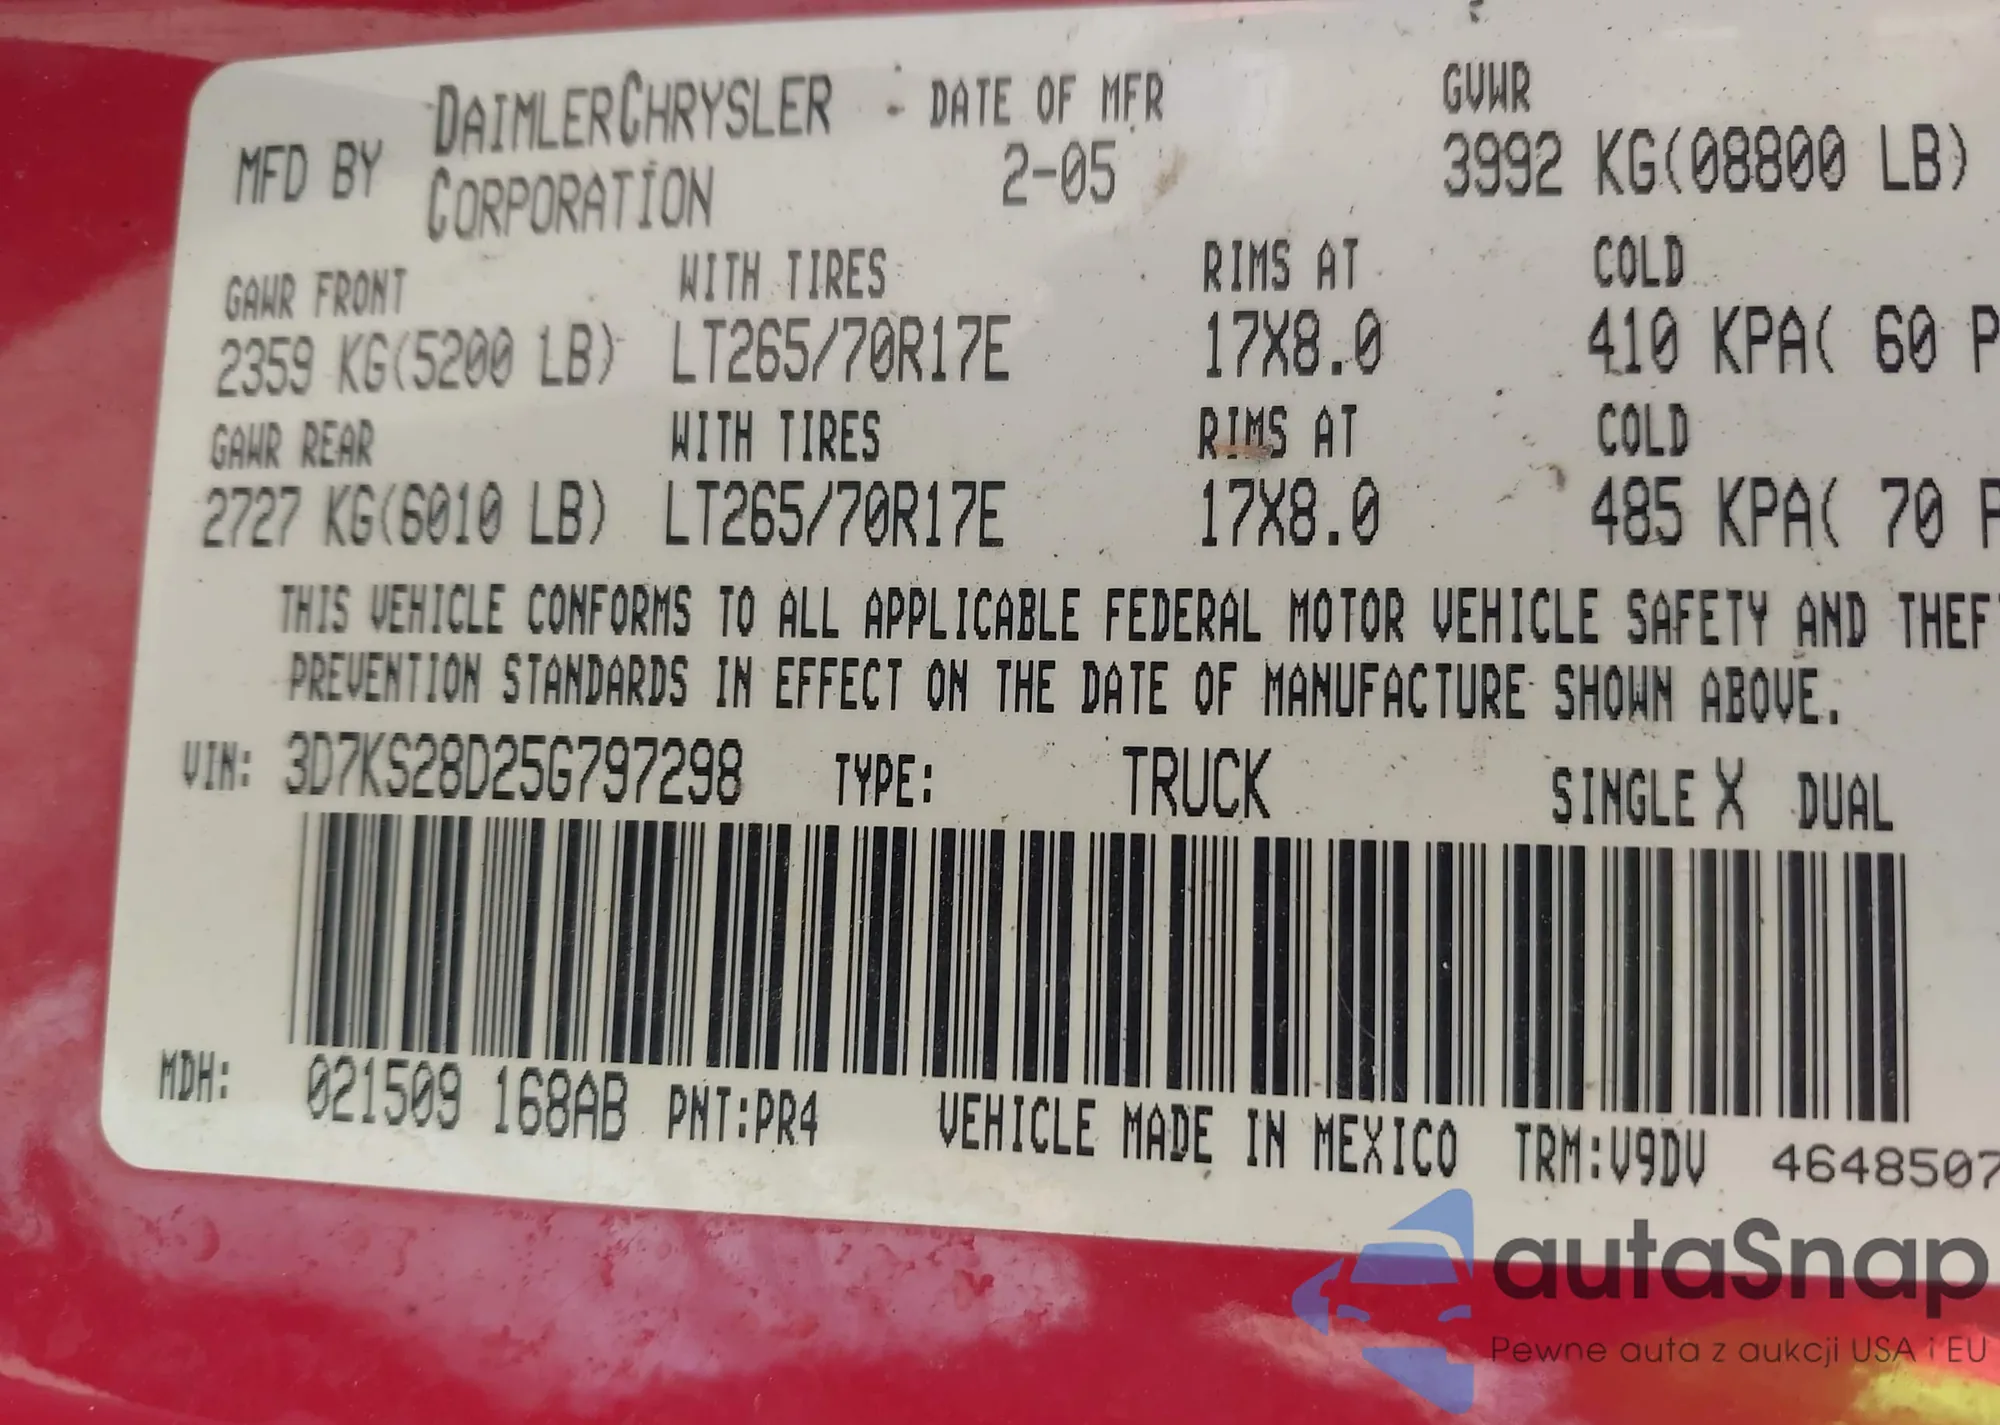 MFD BY DAIMLERCHRYSLER CORPORATION DATE OF MFR 2-05 GVWR 3992 KG(08800 LB)
GAWR FRONT WITH TIRES RIMS AT COLD
2359 KG(5200 LB) LT265/70R17E 17X8.0 410 KPA( 60 P
GAWR REAR WITH TIRES RIMS AT COLD
2727 KG(6010 LB) LT265/70R17E 17X8.0 485 KPA( 70 P
THIS VEHICLE CONFORMS TO ALL APPLICABLE FEDERAL MOTOR VEHICLE SAFETY AND THEFT
PREVENTION STANDARDS IN EFFECT ON THE DATE OF MANUFACTURE SHOWN ABOVE.
VIN: 3D7KS28D25G797298 TYPE: TRUCK SINGLE X DUAL
MDH: 021509 168AB PNT:PR4 VEHICLE MADE IN MEXICO TRM:V9DV 4648507
autaSnap
Pewne auta z aukcji USA i EU